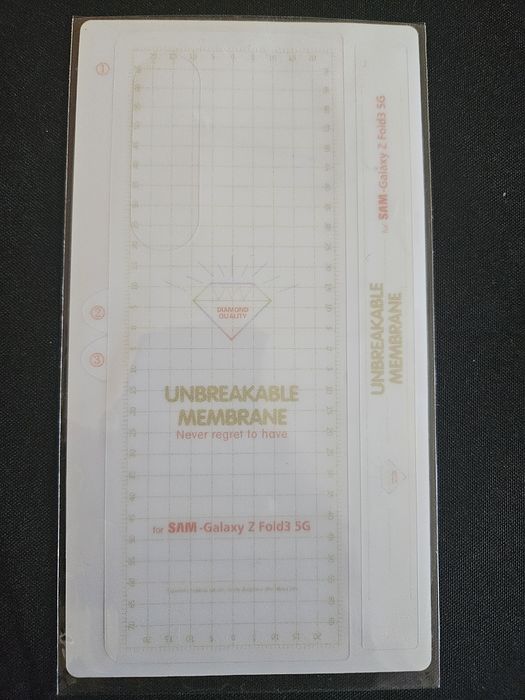 ①
②
③
DIAMOND
QUALITY
UNBREAKABLE
MEMBRANE
Never regret to have
for SAM-Galaxy Z Fold3 5G
for SAM-Galaxy Z Fold3 5G
UNBREAKABLE
MEMBRANE